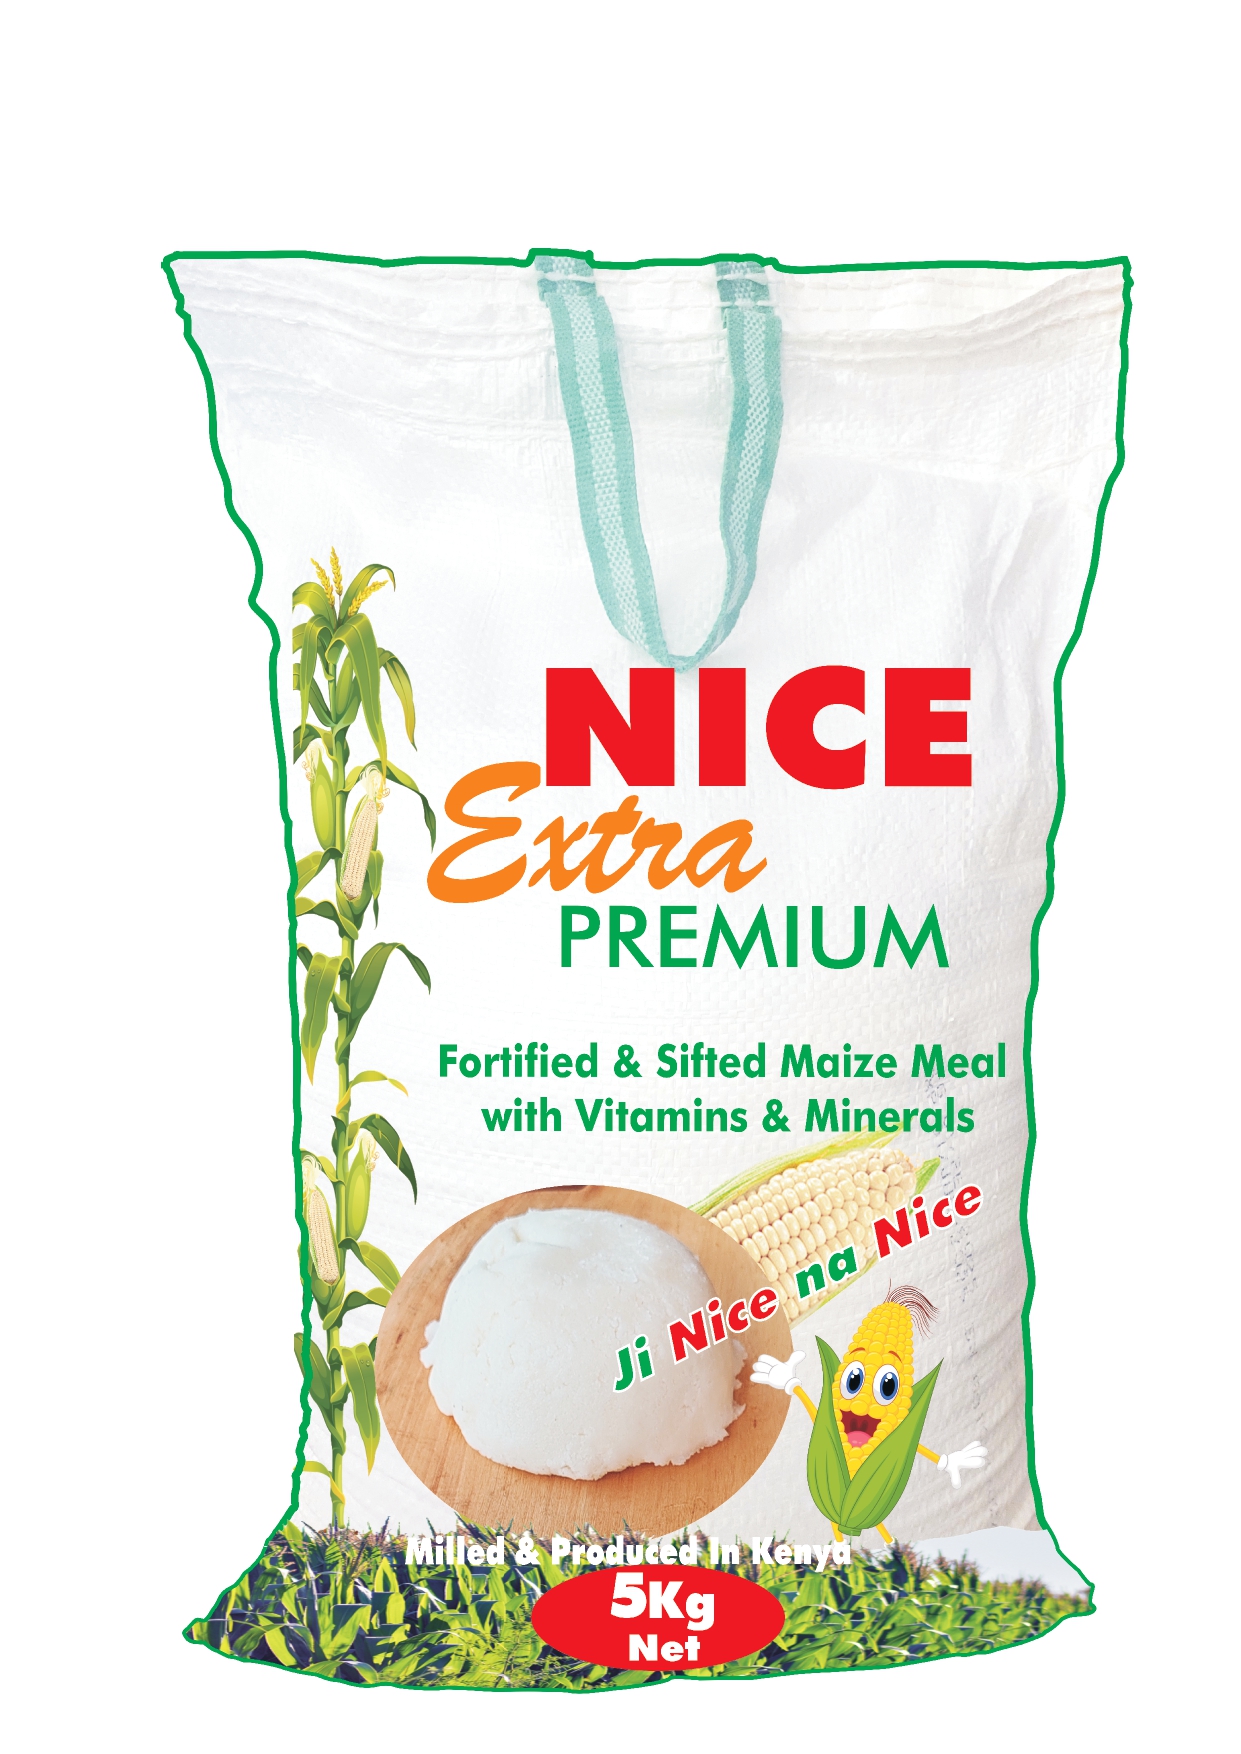 NICE
Extra
PREMIUM
Fortified & Sifted Maize Meal
with Vitamins & Minerals
Ji Nice na Nice
Milled & Produced In Kenya
5Kg
Net